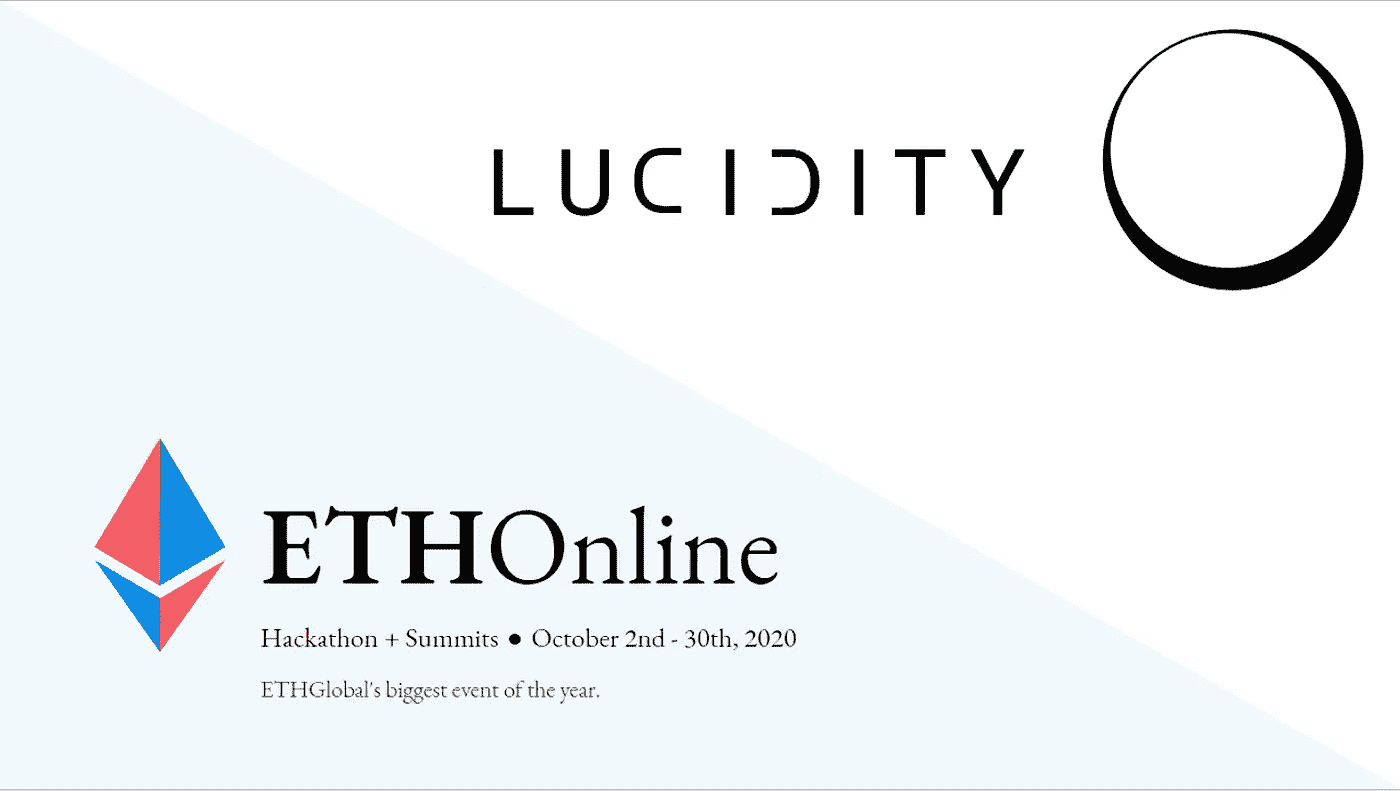 LUCIDITY
ETHOnline
Hackathon + Summits ● October 2nd - 30th, 2020
ETHGlobal's biggest event of the year.